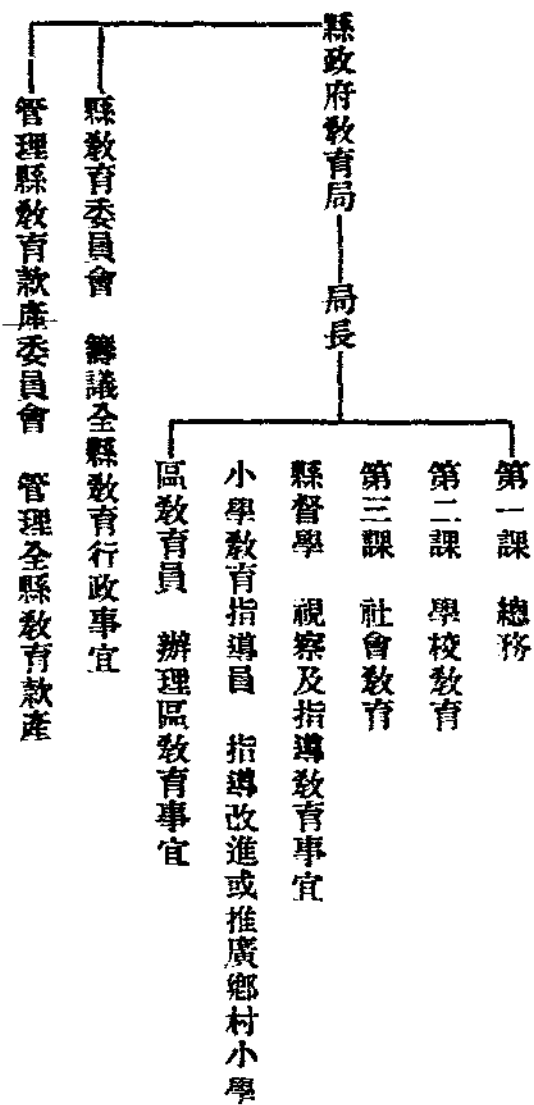 縣政府教育局
局長
第一課 總務
第二課 學校教育
第三課 社會教育
縣督學 視察及指導教育事宜
小學教育指導員 指導改進或推廣鄉村小學
區教育員 辦理區教育事宜
縣教育委員會 籌議全縣教育行政事宜
管理縣教育款產委員會 管理全縣教育款產